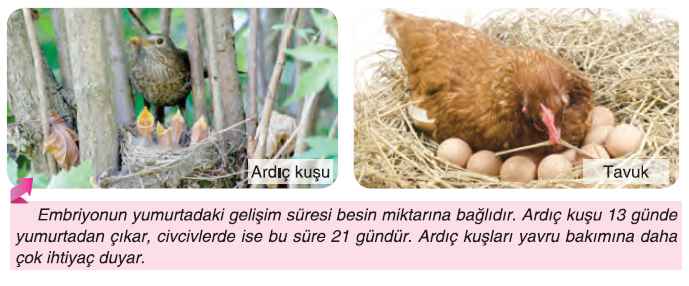 Ardıç kuşu
Tavuk
Embriyonun yumurtadaki gelişim süresi besin miktarına bağlıdır. Ardıç kuşu 13 günde
yumurtadan çıkar, civcivlerde ise bu süre 21 gündür. Ardıç kuşları yavru bakımına daha
çok ihtiyaç duyar.